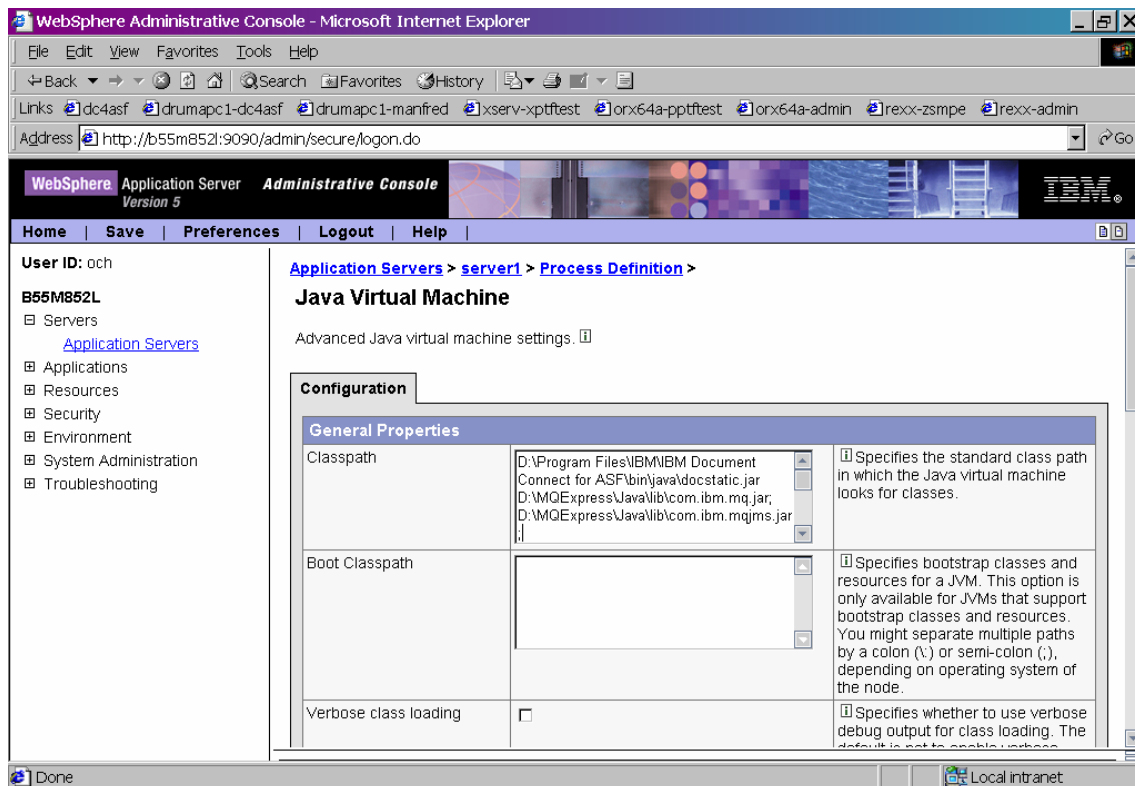 WebSphere Administrative Console - Microsoft Internet Explorer
File Edit View Favorites Tools Help
Back Search Favorites History
Links dc4asf drumapc1-dc4asf drumapc1-manfred xserv-xptftest orx64a-pptftest orx64a-admin rexx-zsmpe rexx-admin
Address http://b55m852l:9090/admin/secure/logon.do Go
WebSphere Application Server Administrative Console
Version 5
IBM
Home | Save | Preferences | Logout | Help |
User ID: och
B55M852L
Servers
Application Servers
Applications
Resources
Security
Environment
System Administration
Troubleshooting
Application Servers > server1 > Process Definition >
Java Virtual Machine
Advanced Java virtual machine settings.
Configuration
General Properties
Classpath
D:\Program Files\IBM\IBM Document
Connect for ASF\bin\java\docstatic.jar
D:\MQExpress\Java\lib\com.ibm.mq.jar;
D:\MQExpress\Java\lib\com.ibm.mqjms.jar
;
Specifies the standard class path
in which the Java virtual machine
looks for classes.
Boot Classpath
Specifies bootstrap classes and
resources for a JVM. This option is
only available for JVMs that support
bootstrap classes and resources.
You might separate multiple paths
by a colon (\:) or semi-colon (;),
depending on operating system of
the node.
Verbose class loading
Specifies whether to use verbose
debug output for class loading. The
default is not to enable verbose
Done
Local intranet